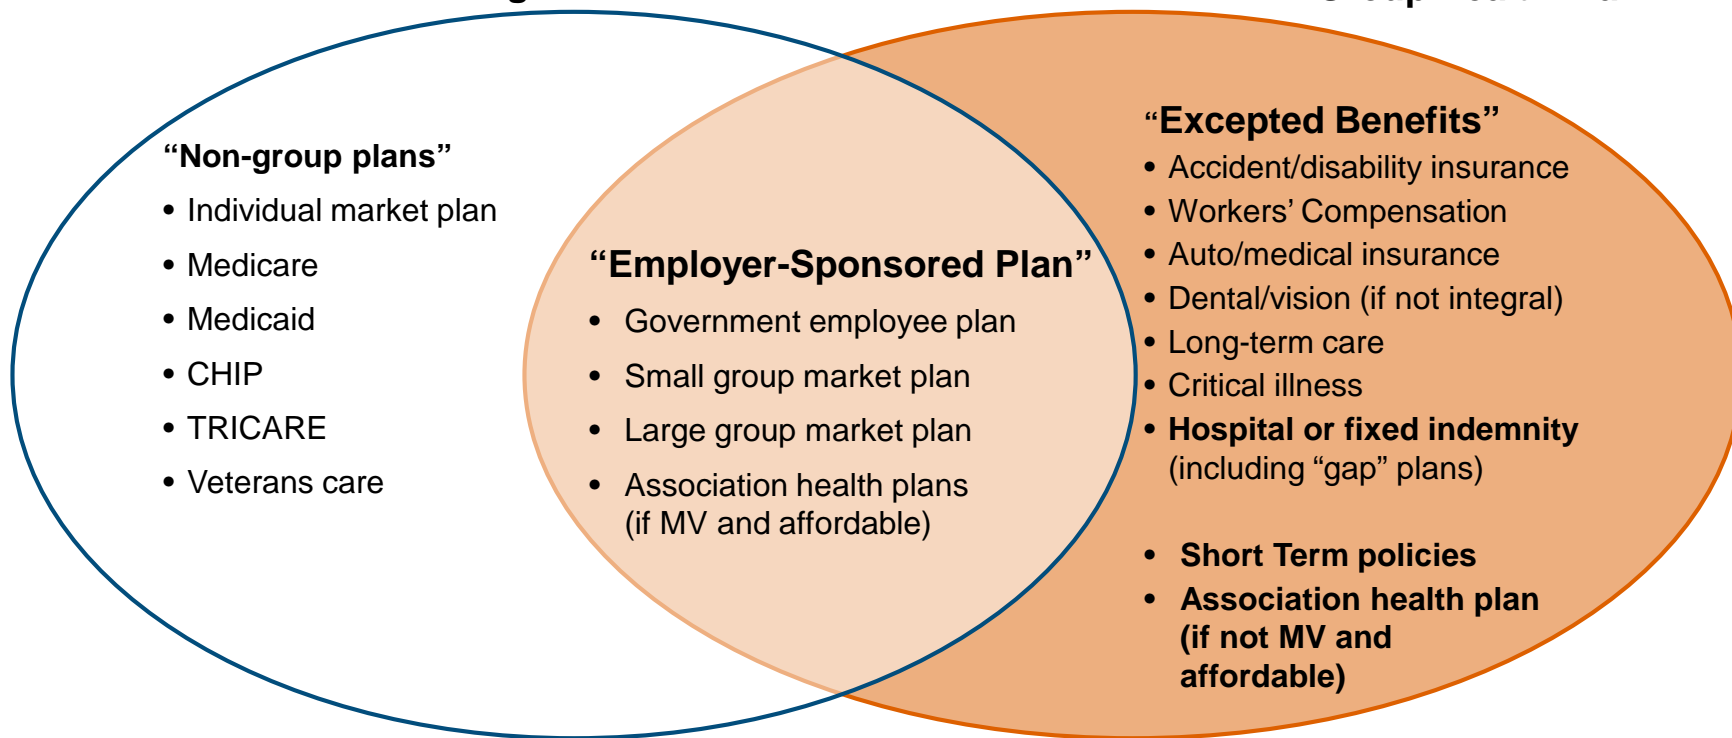 “Non-group plans”
• Individual market plan
• Medicare
• Medicaid
• CHIP
• TRICARE
• Veterans care
“Employer-Sponsored Plan”
• Government employee plan
• Small group market plan
• Large group market plan
• Association health plans
(if MV and affordable)
“Excepted Benefits”
• Accident/disability insurance
• Workers’ Compensation
• Auto/medical insurance
• Dental/vision (if not integral)
• Long-term care
• Critical illness
• Hospital or fixed indemnity
(including “gap” plans)
• Short Term policies
• Association health plan
(if not MV and
affordable)